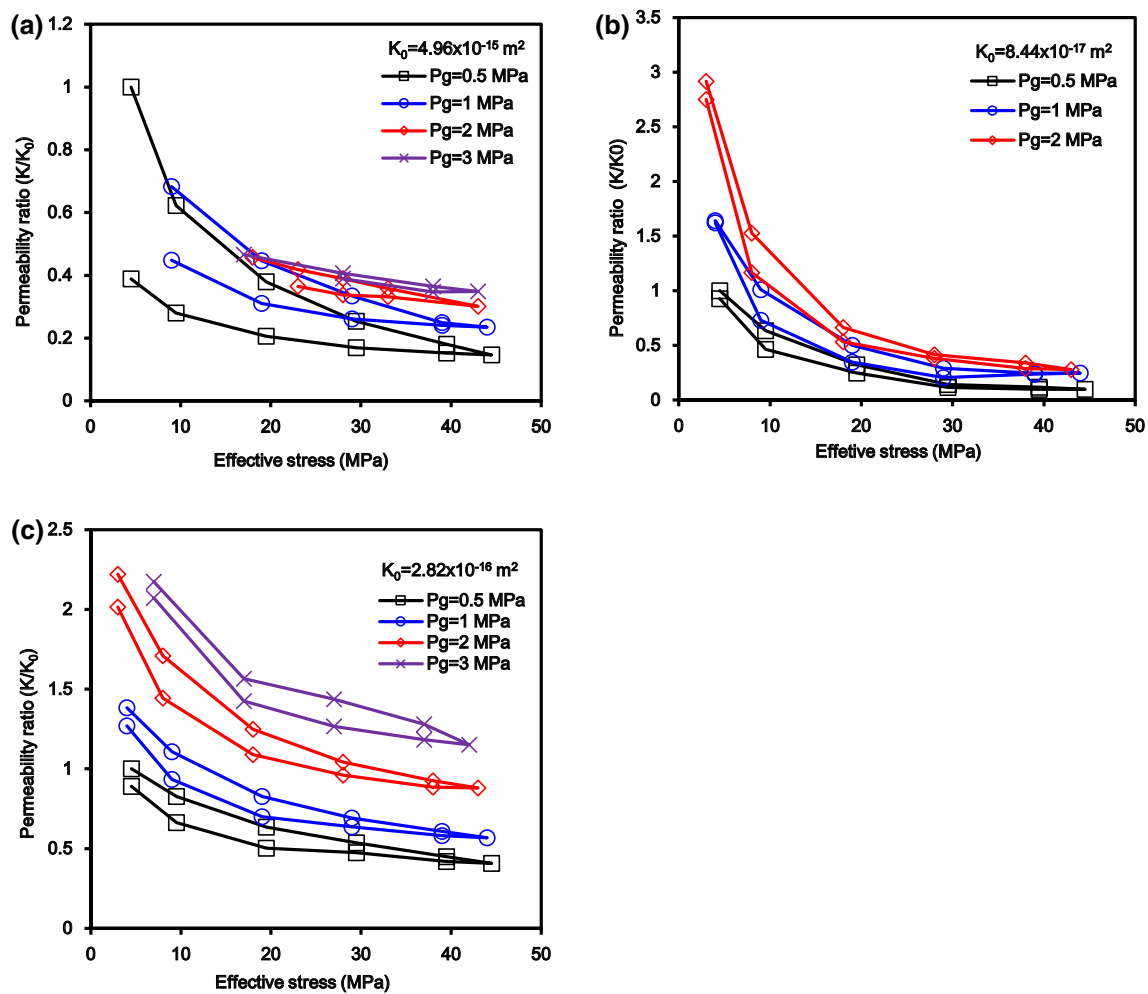 (a)
1.2
1
0.8
0.6
0.4
0.2
0
0 10 20 30 40 50
Permeability ratio (K/K₀)
Effective stress (MPa)
K₀=4.96x10⁻¹⁵ m²
Pg=0.5 MPa
Pg=1 MPa
Pg=2 MPa
Pg=3 MPa
(b)
3.5
3
2.5
2
1.5
1
0.5
0
0 10 20 30 40 50
Permeability ratio (K/K0)
Effetive stress (MPa)
K₀=8.44x10⁻¹⁷ m²
Pg=0.5 MPa
Pg=1 MPa
Pg=2 MPa
(c)
2.5
2
1.5
1
0.5
0
0 10 20 30 40 50
Permeability ratio (K/K₀)
Effective stress (MPa)
K₀=2.82x10⁻¹⁶ m²
Pg=0.5 MPa
Pg=1 MPa
Pg=2 MPa
Pg=3 MPa